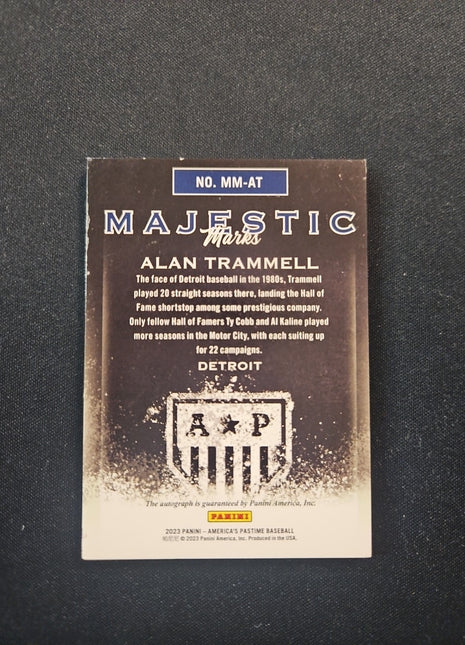 NO. MM-AT
MAJESTIC
Marks
ALAN TRAMMELL
The face of Detroit baseball in the 1980s, Trammell
played 20 straight seasons there, landing the Hall of
Fame shortstop among some prestigious company.
Only fellow Hall of Famers Ty Cobb and Al Kaline played
more seasons in the Motor City, with each suiting up
for 22 campaigns.
DETROIT
A★P
The autograph is guaranteed by Panini America, Inc.
PANINI
2023 PANINI – AMERICA'S PASTIME BASEBALL
© 2023 Panini America, Inc. Produced in the USA.